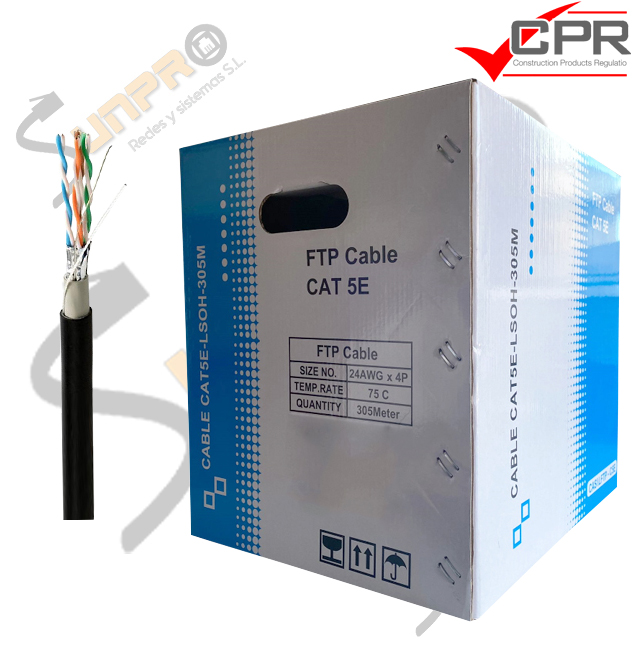 CPR
Construction Products Regulatio
SUNPRO
Redes y sistemas S.L.
CABLE CAT5E-LSOH-305M
FTP Cable
CAT 5E
FTP Cable
SIZE NO. 24AWG x 4P
TEMP.RATE 75 C
QUANTITY 305Meter
FTP Cable
CAT 5E
CABLE CAT5E-LSOH-305M